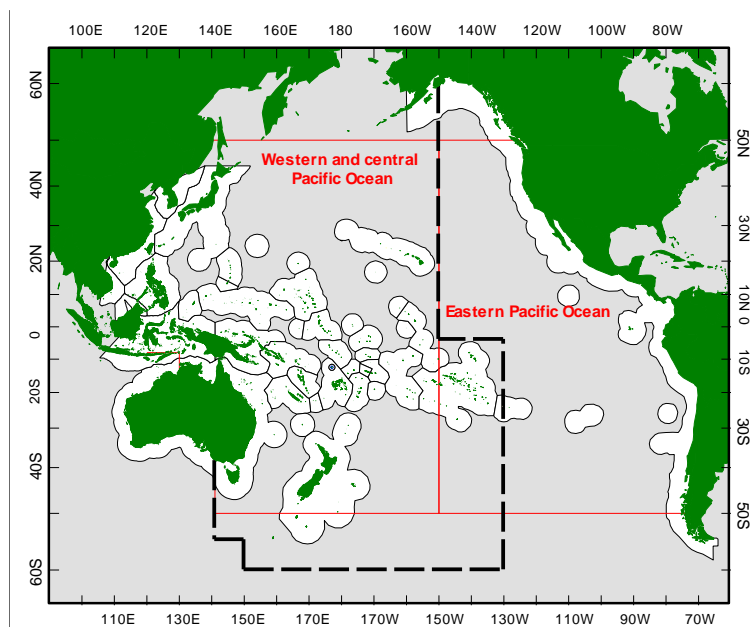 100E 120E 140E 160E 180 160W 140W 120W 100W 80W
60N
50N
Western and central
Pacific Ocean
40N
30N
20N
10N
Eastern Pacific Ocean
0
0
10S
20S
20S
30S
40S
50S
60S
110E 130E 150E 170E 170W 150W 130W 110W 90W 70W